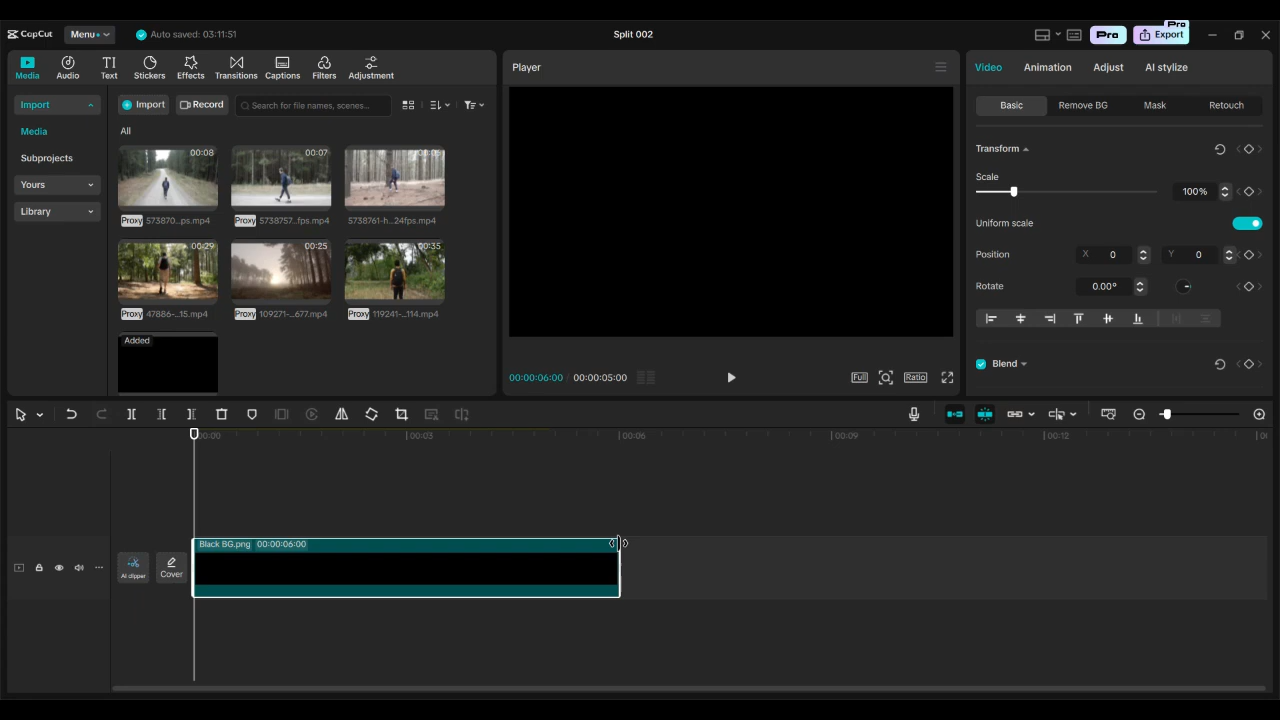 CapCut
Menu
Auto saved: 03:11:51
Split 002
Pro
Pro
Export
Media
Audio
Text
Stickers
Effects
Transitions
Captions
Filters
Adjustment
Player
Video
Animation
Adjust
AI stylize
Import
Media
Subprojects
Yours
Library
Import
Record
Search for file names, scenes...
All
00:08
00:07
Proxy 573870...ps.mp4
Proxy 5738757...fps.mp4
5738761-h...24fps.mp4
00:29
00:25
00:35
Proxy 47886-...15.mp4
Proxy 109271-...677.mp4
Proxy 119241-...114.mp4
Added
00:00:06:00 / 00:00:05:00
Full
Ratio
Basic
Remove BG
Mask
Retouch
Transform
Scale
100%
Uniform scale
Position
X 0
Y 0
Rotate
0.00°
Blend
00:00
00:03
00:06
00:09
00:12
AI clipper
Cover
Black BG.png 00:00:06:00